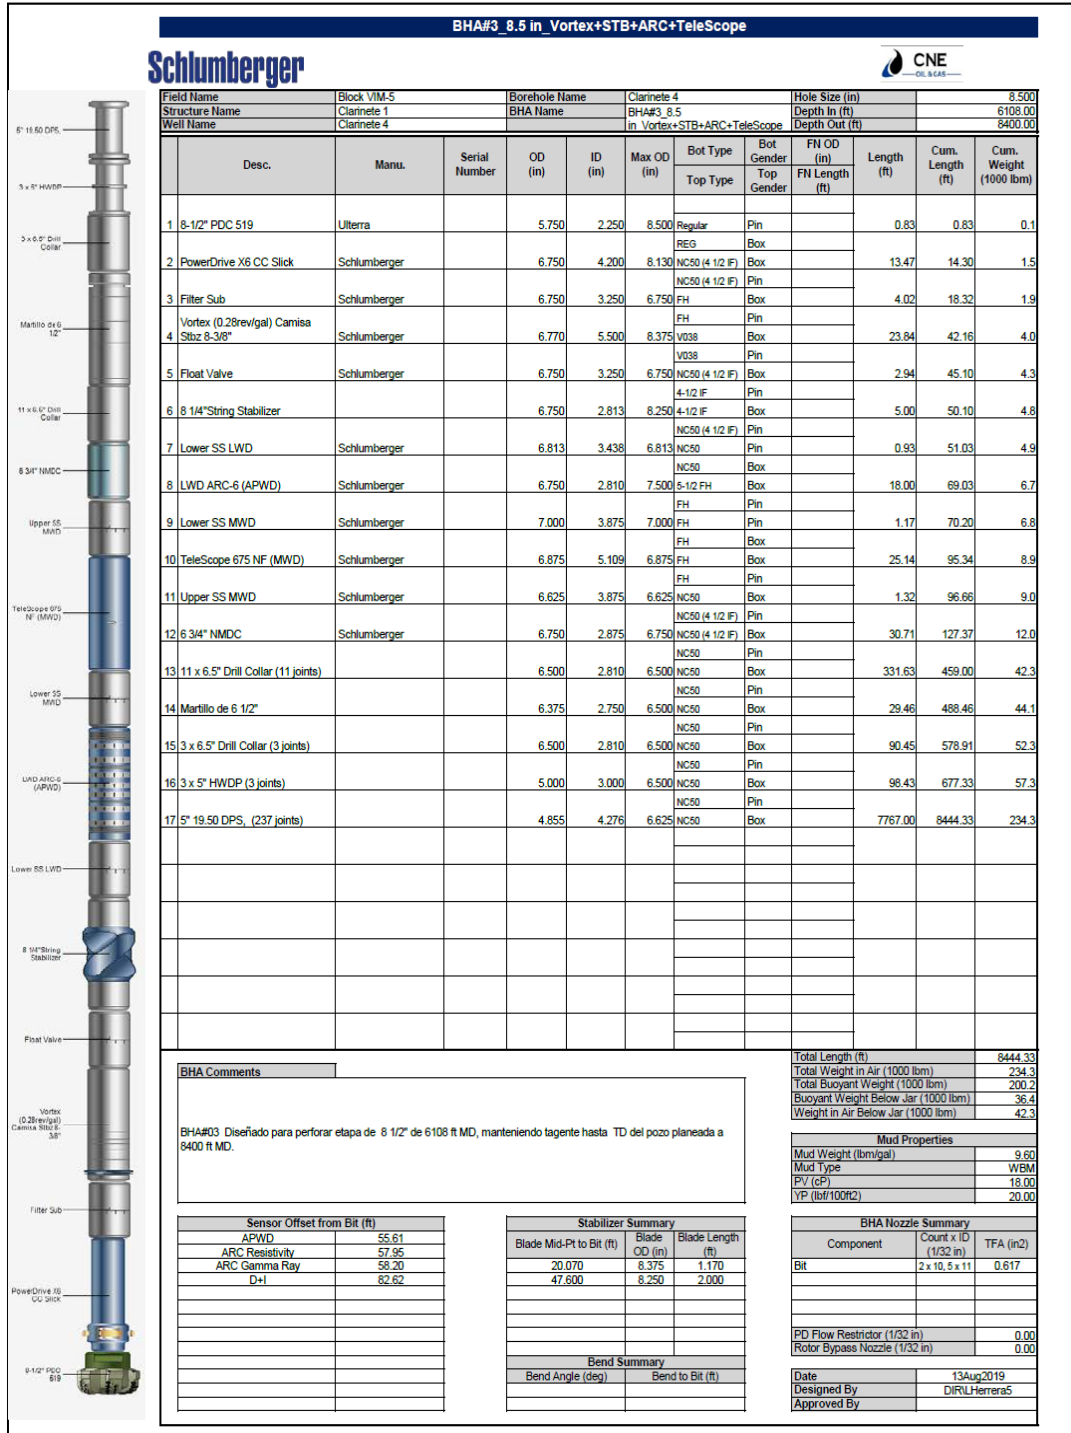 BHA#3_8.5 in_Vortex+STB+ARC+TeleScope
Schlumberger
CNE
OIL & GAS
Field Name Block VIM-5 Borehole Name Clarinete 4 Hole Size (in) 8.500
Structure Name Clarinete 1 BHA Name BHA#3_8.5 Depth In (ft) 6108.00
Well Name Clarinete 4 in_Vortex+STB+ARC+TeleScope Depth Out (ft) 8400.00
Desc. Manu. Serial Number OD (in) ID (in) Max OD (in) Bot Type Bot Gender FN OD (in) Length (ft) Cum. Length (ft) Cum. Weight (1000 lbm)
Top Type Top Gender FN Length (ft)
1 8-1/2" PDC 519 Ulterra 5.750 2.250 8.500 Regular Pin 0.83 0.83 0.1
REG Box
2 PowerDrive X6 CC Slick Schlumberger 6.750 4.200 8.130 NC50 (4 1/2 IF) Box 13.47 14.30 1.5
NC50 (4 1/2 IF) Pin
3 Filter Sub Schlumberger 6.750 3.250 6.750 FH Box 4.02 18.32 1.9
FH Pin
4 Vortex (0.28rev/gal) Camisa Stbz 8-3/8" Schlumberger 6.770 5.500 8.375 V038 Box 23.84 42.16 4.0
V038 Pin
5 Float Valve Schlumberger 6.750 3.250 6.750 NC50 (4 1/2 IF) Box 2.94 45.10 4.3
4-1/2 IF Pin
6 8 1/4"String Stabilizer 6.750 2.813 8.250 4-1/2 IF Box 5.00 50.10 4.8
NC50 (4 1/2 IF) Pin
7 Lower SS LWD Schlumberger 6.813 3.438 6.813 NC50 Pin 0.93 51.03 4.9
NC50 Box
8 LWD ARC-6 (APWD) Schlumberger 6.750 2.810 7.500 5-1/2 FH Box 18.00 69.03 6.7
FH Pin
9 Lower SS MWD Schlumberger 7.000 3.875 7.000 FH Pin 1.17 70.20 6.8
FH Box
10 TeleScope 675 NF (MWD) Schlumberger 6.875 5.109 6.875 FH Box 25.14 95.34 8.9
FH Pin
11 Upper SS MWD Schlumberger 6.625 3.875 6.625 NC50 Box 1.32 96.66 9.0
NC50 (4 1/2 IF) Pin
12 6 3/4" NMDC Schlumberger 6.750 2.875 6.750 NC50 (4 1/2 IF) Box 30.71 127.37 12.0
NC50 Pin
13 11 x 6.5" Drill Collar (11 joints) 6.500 2.810 6.500 NC50 Box 331.63 459.00 42.3
NC50 Pin
14 Martillo de 6 1/2" 6.375 2.750 6.500 NC50 Box 29.46 488.46 44.1
NC50 Pin
15 3 x 6.5" Drill Collar (3 joints) 6.500 2.810 6.500 NC50 Box 90.45 578.91 52.3
NC50 Pin
16 3 x 5" HWDP (3 joints) 5.000 3.000 6.500 NC50 Box 98.43 677.33 57.3
NC50 Pin
17 5" 19.50 DPS, (237 joints) 4.855 4.276 6.625 NC50 Box 7767.00 8444.33 234.3
5" 19.50 DPS,
3 x 5" HWDP
3 x 6.5" Drill
Collar
Martillo de 6
1/2"
11 x 6.5" Drill
Collar
6 3/4" NMDC
Upper SS
MWD
TeleScope 675
NF (MWD)
Lower SS
MWD
LWD ARC-6
(APWD)
Lower SS LWD
8 1/4"String
Stabilizer
Float Valve
Vortex
(0.28rev/gal)
Camisa Stbz 8-
3/8"
Filter Sub
PowerDrive X6
CC Slick
8-1/2" PDC
519
Total Length (ft) 8444.33
Total Weight in Air (1000 lbm) 234.3
Total Buoyant Weight (1000 lbm) 200.2
Buoyant Weight Below Jar (1000 lbm) 36.4
Weight in Air Below Jar (1000 lbm) 42.3
BHA Comments
BHA#03 Diseñado para perforar etapa de 8 1/2" de 6108 ft MD, manteniendo tagente hasta TD del pozo planeada a
8400 ft MD.
Mud Properties
Mud Weight (lbm/gal) 9.60
Mud Type WBM
PV (cP) 18.00
YP (lbf/100ft2) 20.00
Sensor Offset from Bit (ft)
APWD 55.61
ARC Resistivity 57.95
ARC Gamma Ray 58.20
D+I 82.62
Stabilizer Summary
Blade Mid-Pt to Bit (ft) Blade OD (in) Blade Length (ft)
20.070 8.375 1.170
47.600 8.250 2.000
Bend Summary
Bend Angle (deg) Bend to Bit (ft)
BHA Nozzle Summary
Component Count x ID (1/32 in) TFA (in2)
Bit 2 x 10, 5 x 11 0.617
PD Flow Restrictor (1/32 in) 0.00
Rotor Bypass Nozzle (1/32 in) 0.00
Date 13Aug2019
Designed By DIR\LHerrera5
Approved By